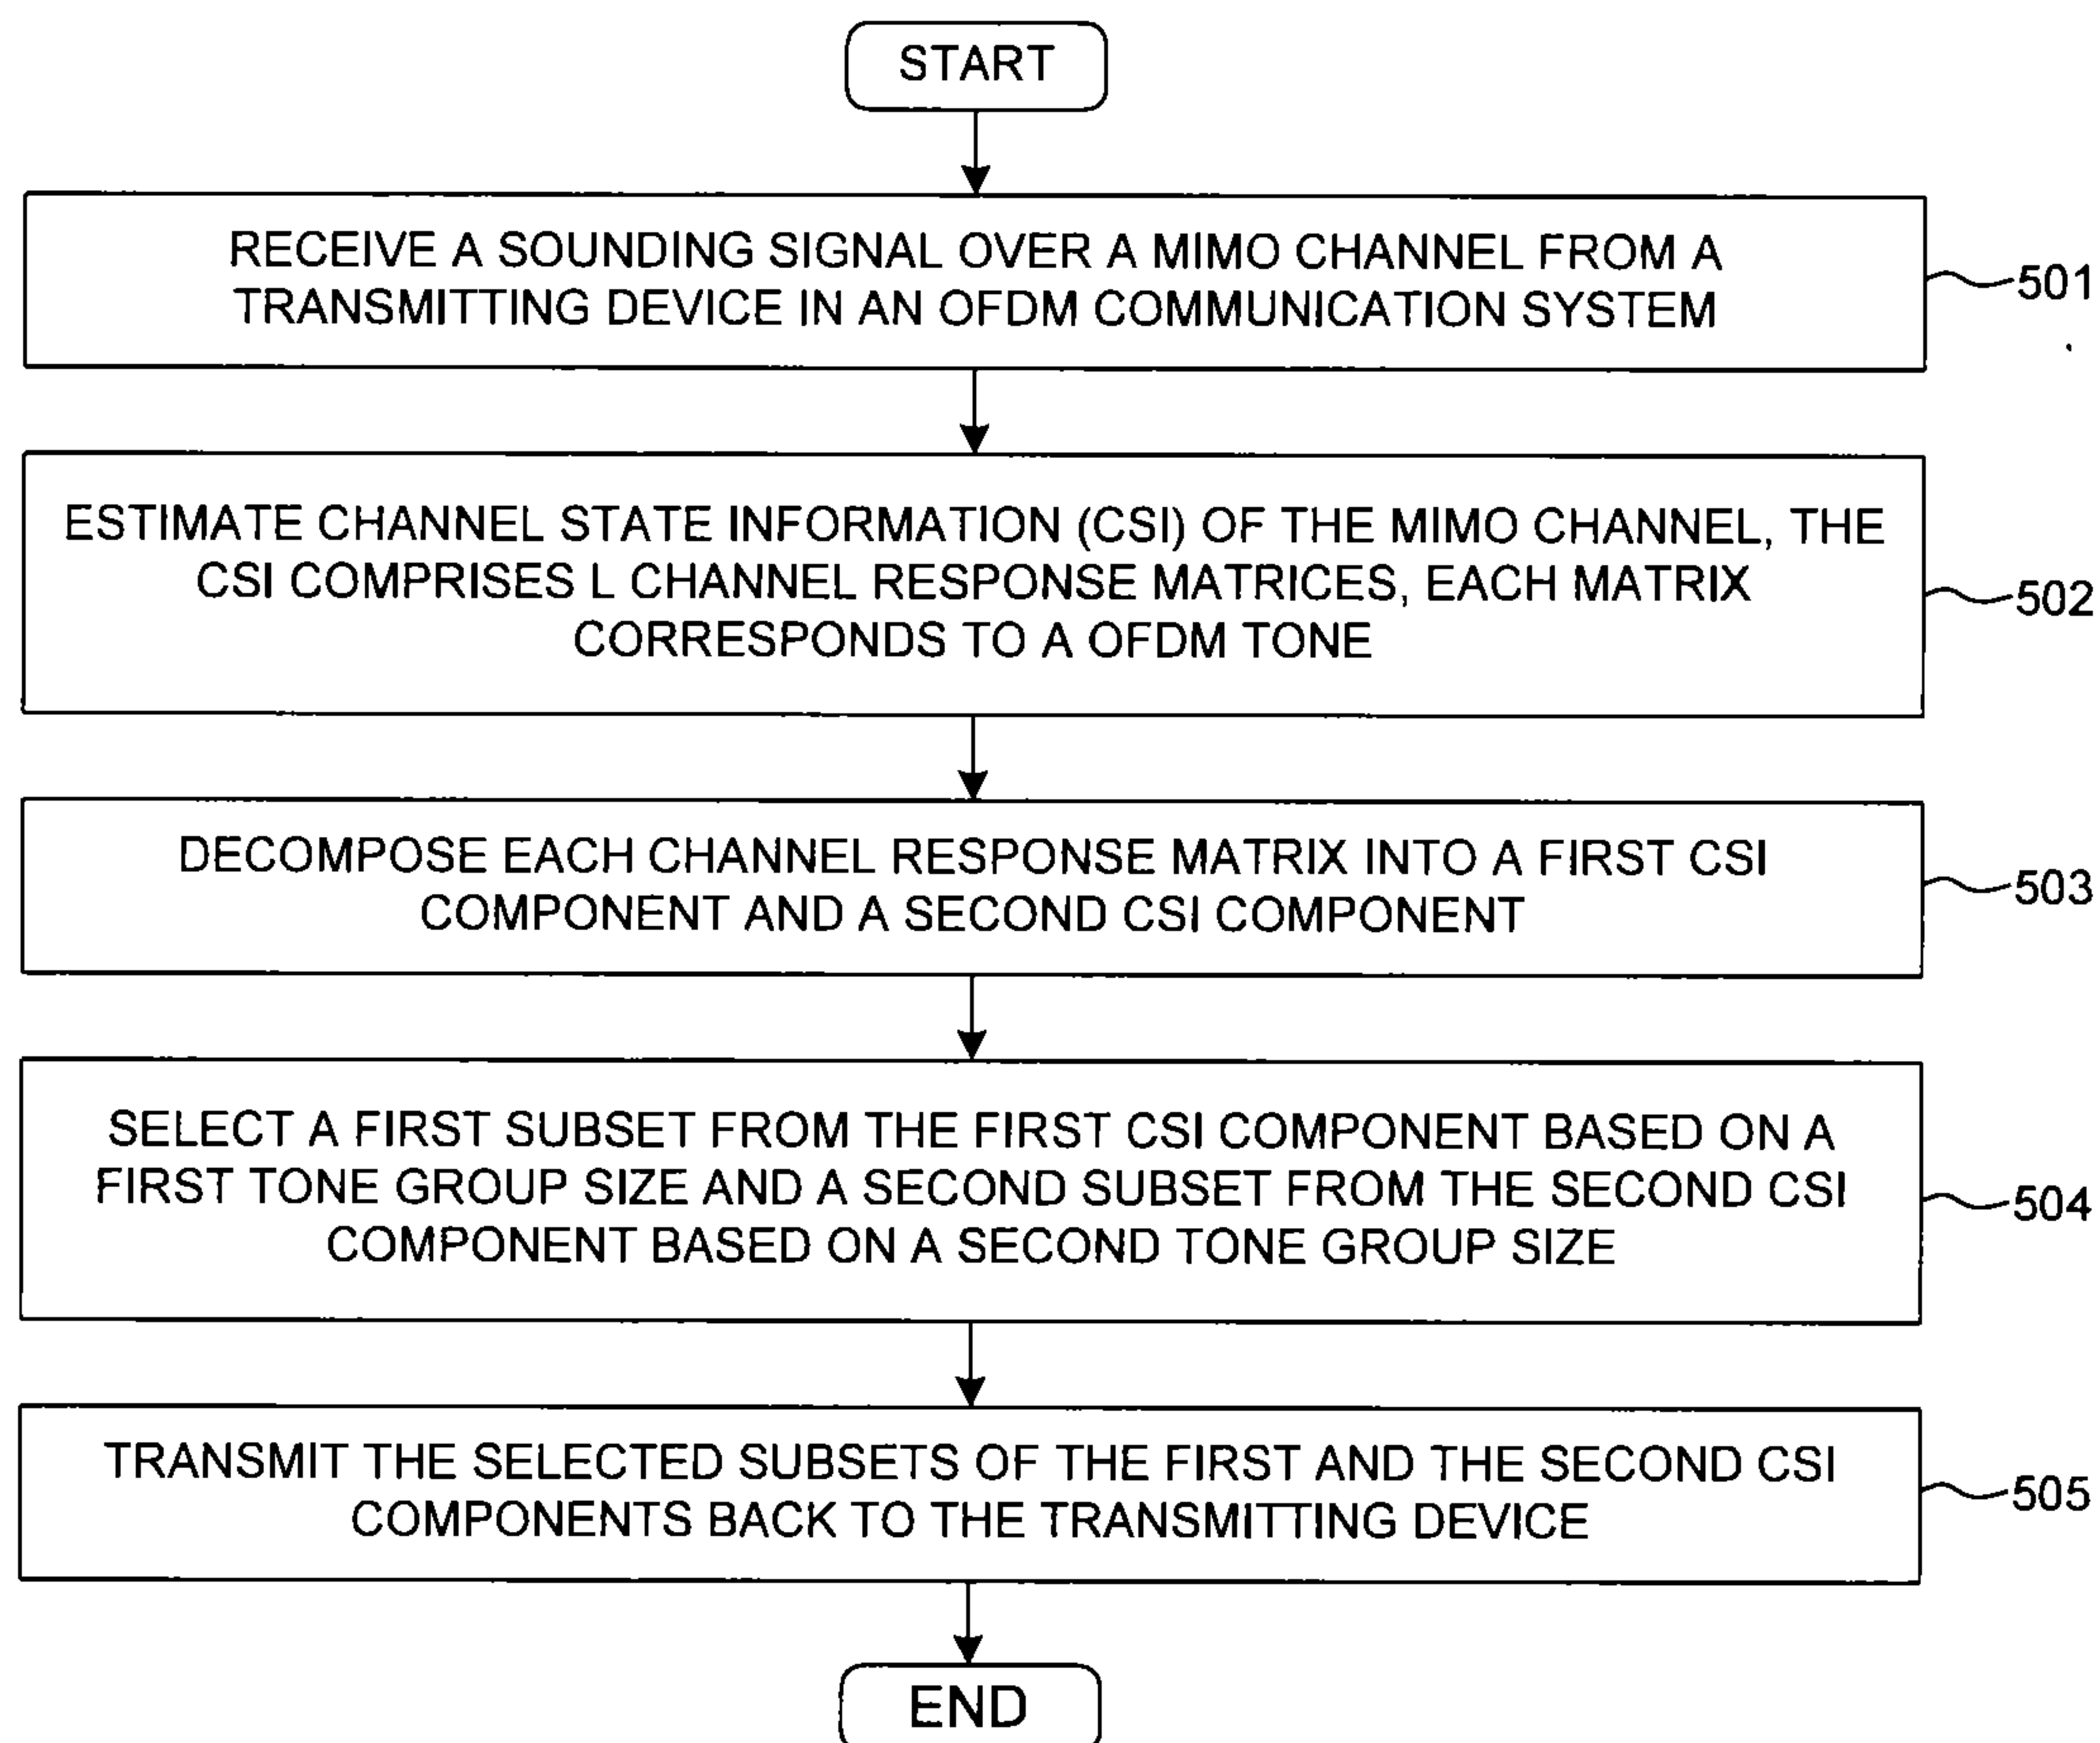 START
RECEIVE A SOUNDING SIGNAL OVER A MIMO CHANNEL FROM A
TRANSMITTING DEVICE IN AN OFDM COMMUNICATION SYSTEM
501
ESTIMATE CHANNEL STATE INFORMATION (CSI) OF THE MIMO CHANNEL, THE
CSI COMPRISES L CHANNEL RESPONSE MATRICES, EACH MATRIX
CORRESPONDS TO A OFDM TONE
502
DECOMPOSE EACH CHANNEL RESPONSE MATRIX INTO A FIRST CSI
COMPONENT AND A SECOND CSI COMPONENT
503
SELECT A FIRST SUBSET FROM THE FIRST CSI COMPONENT BASED ON A
FIRST TONE GROUP SIZE AND A SECOND SUBSET FROM THE SECOND CSI
COMPONENT BASED ON A SECOND TONE GROUP SIZE
504
TRANSMIT THE SELECTED SUBSETS OF THE FIRST AND THE SECOND CSI
COMPONENTS BACK TO THE TRANSMITTING DEVICE
505
END